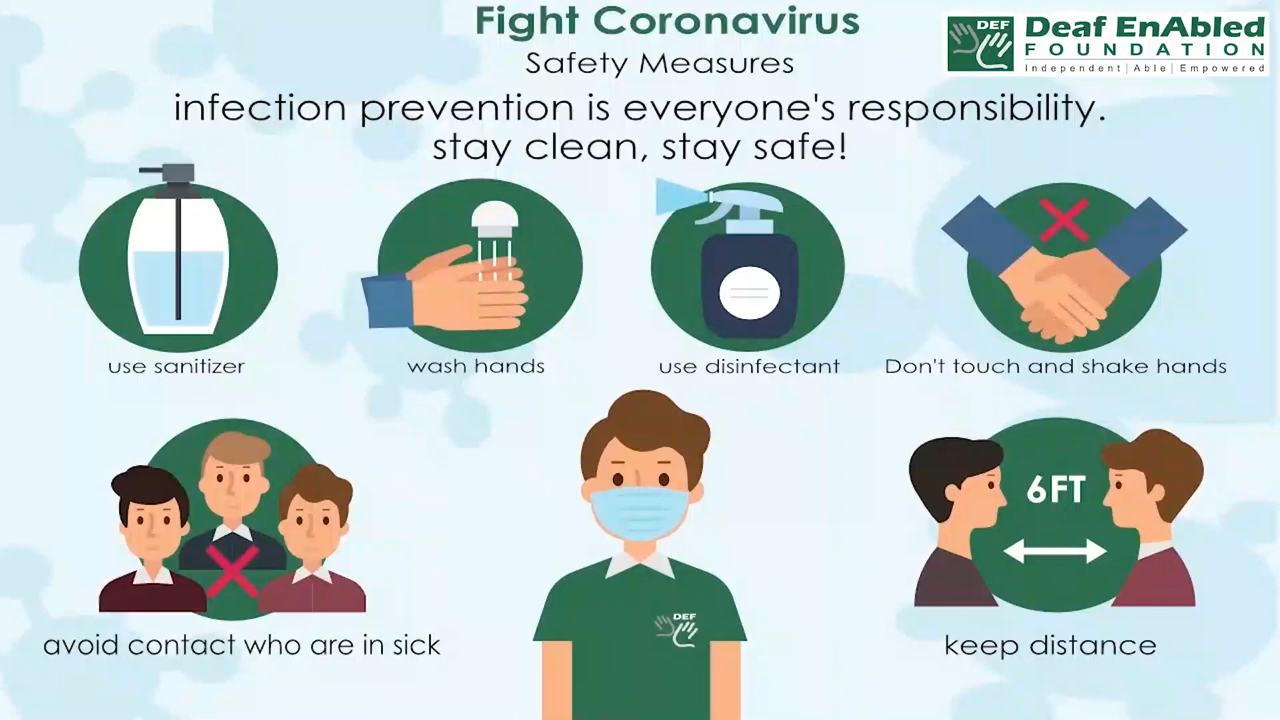 Fight Coronavirus
Safety Measures
DEF
Deaf EnAbled
FOUNDATION
Independent | Able | Empowered
infection prevention is everyone's responsibility.
stay clean, stay safe!
use sanitizer
wash hands
use disinfectant
Don't touch and shake hands
6FT
DEF
avoid contact who are in sick
keep distance